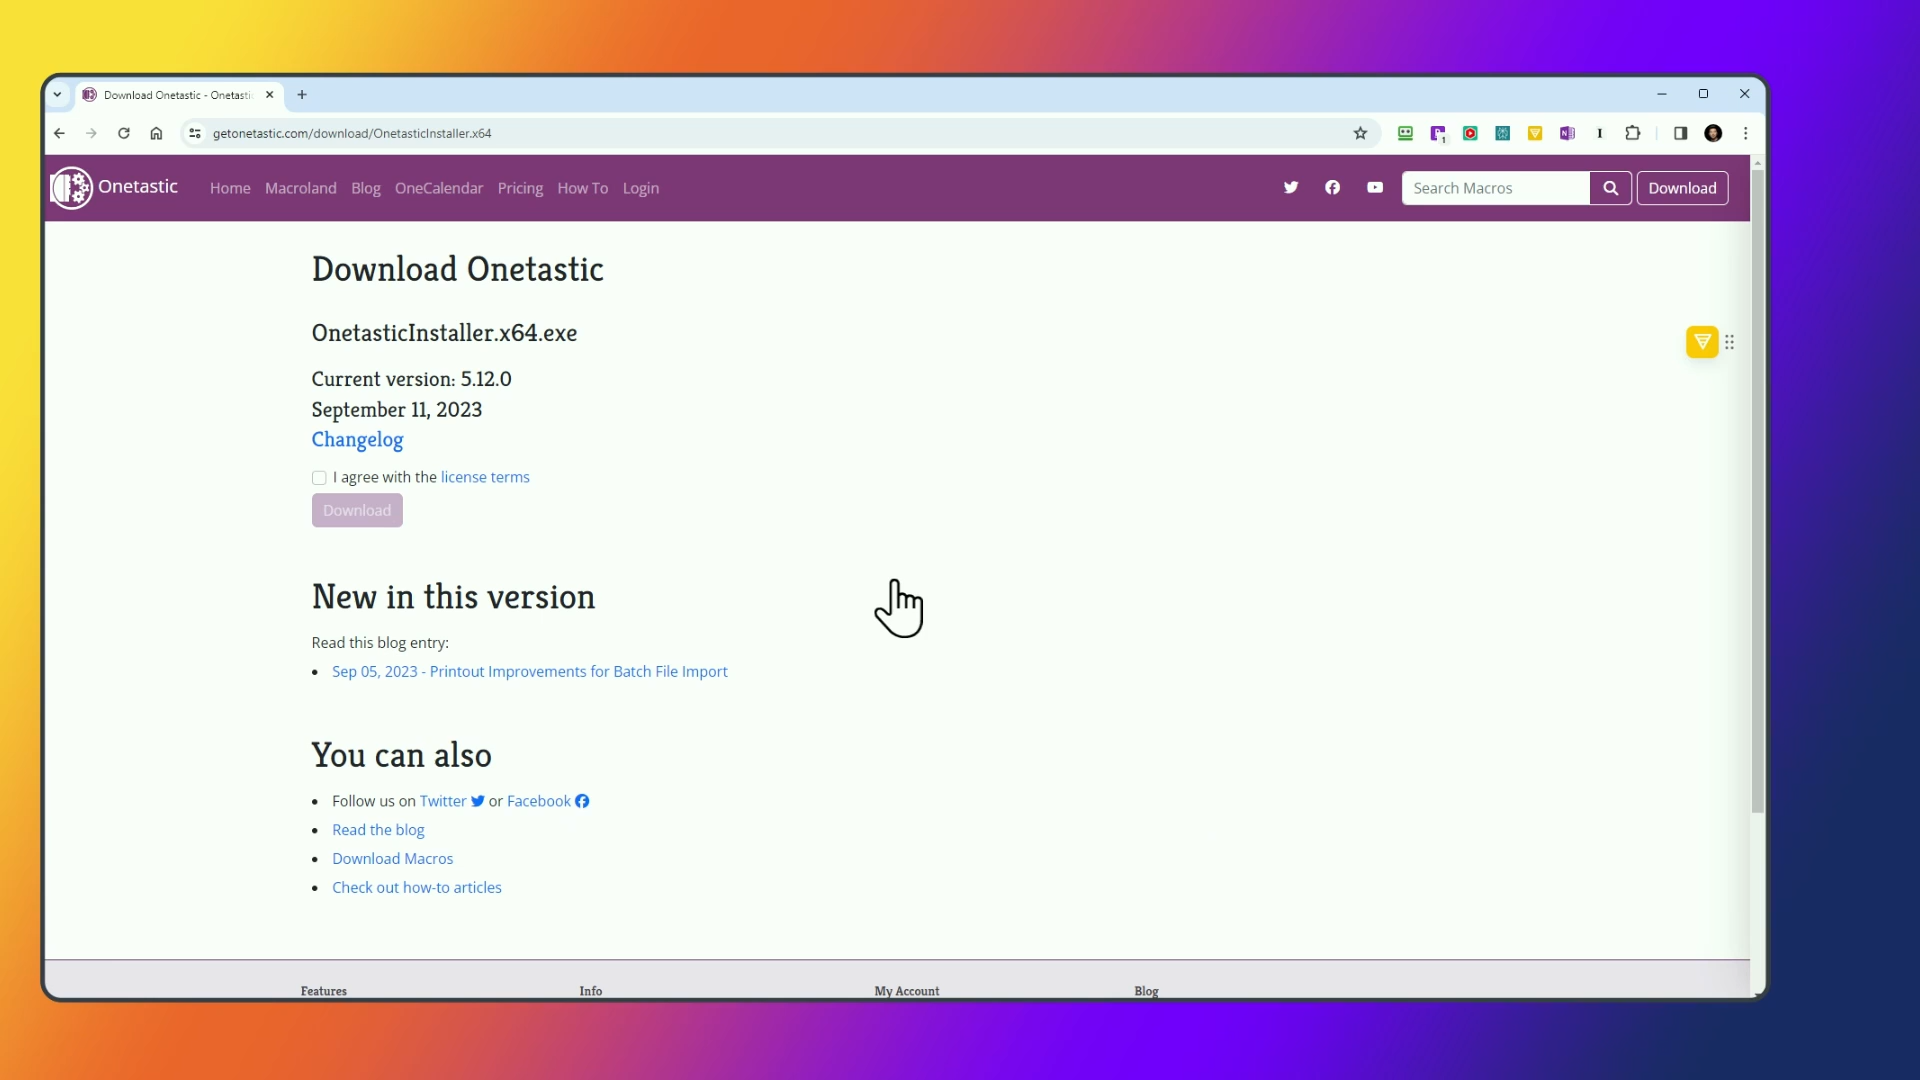 Download Onetastic - Onetasti
getonetastic.com/download/OnetasticInstaller.x64
1
N
I
Onetastic
Home
Macroland
Blog
OneCalendar
Pricing
How To
Login
Search Macros
Download
Download Onetastic
OnetasticInstaller.x64.exe
Current version: 5.12.0
September 11, 2023
Changelog
I agree with the license terms
Download
New in this version
Read this blog entry:
Sep 05, 2023 - Printout Improvements for Batch File Import
You can also
Follow us on Twitter or Facebook
Read the blog
Download Macros
Check out how-to articles
Features
Info
My Account
Blog